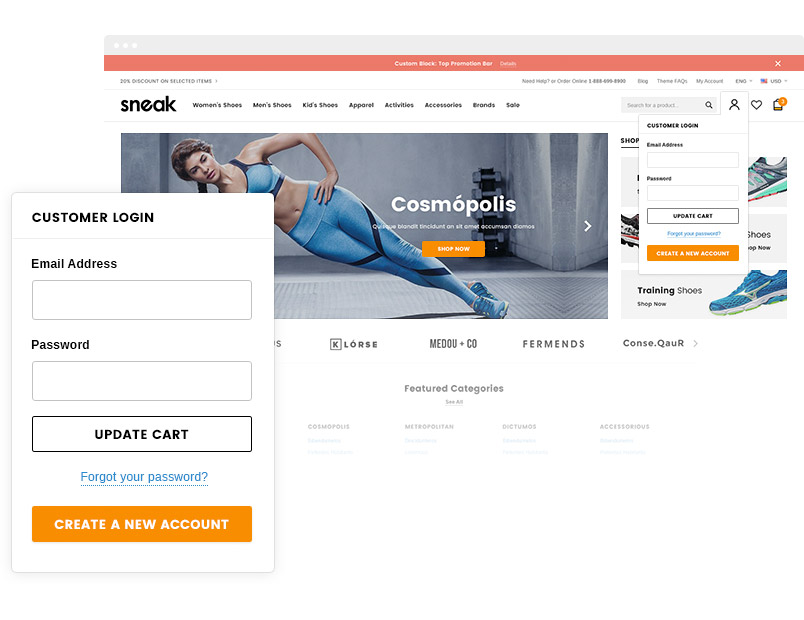 Custom Block: Top Promotion Bar Details
20% DISCOUNT ON SELECTED ITEMS
Need Help? or Order Online 1-888-699-8900 Blog Theme FAQs My Account ENG USD
sneak Women's Shoes Men's Shoes Kid's Shoes Apparel Activities Accessories Brands Sale
Search for a product...
CUSTOMER LOGIN
Email Address
Password
UPDATE CART
Forgot your password?
CREATE A NEW ACCOUNT
SHOP
Cosmópolis
Quisque blandit tincidunt an sit amet accumsan diamos
SHOP NOW
Shoes
Shop Now
Training Shoes
Shop Now
CUSTOMER LOGIN
Email Address
Password
UPDATE CART
Forgot your password?
CREATE A NEW ACCOUNT
US KLÓRSE MEDOU + CO FERMENDS Conse.QauR
Featured Categories
See All
COSMOPOLIS METROPOLITAN DICTUMOS ACCESSORIOUS